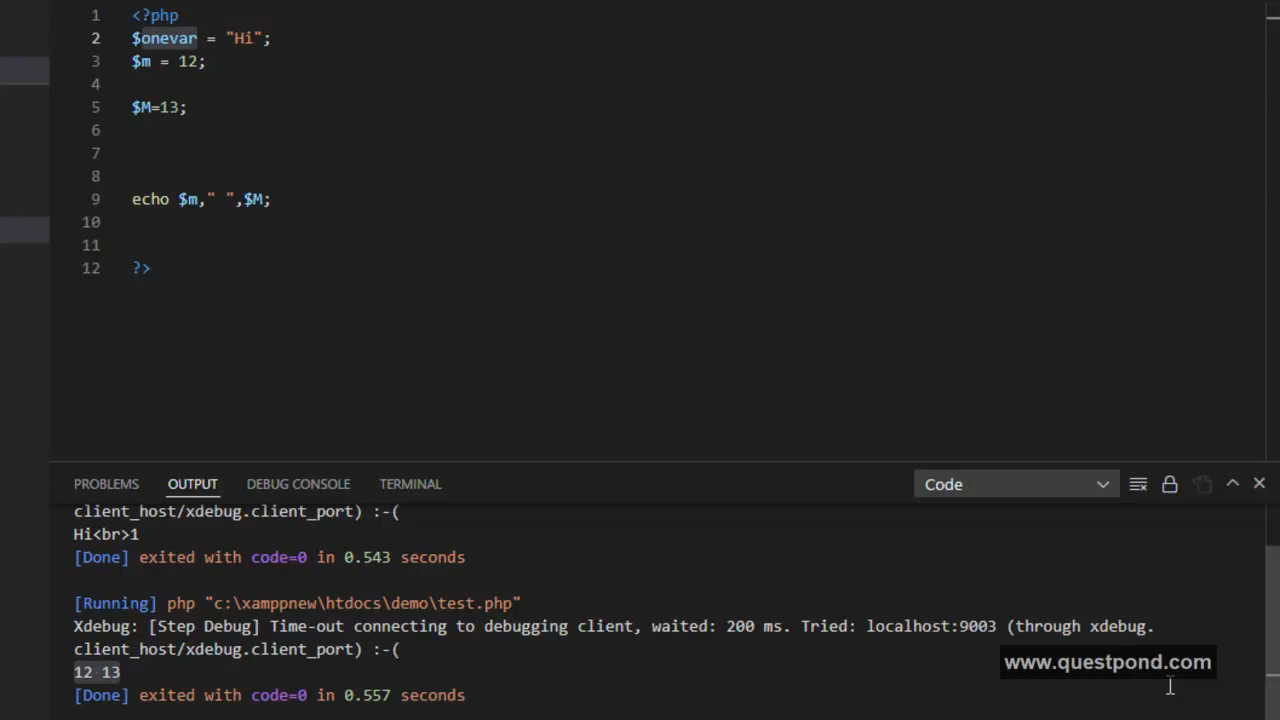 1 <?php
2 $onevar = "Hi";
3 $m = 12;
4
5 $M=13;
6
7
8
9 echo $m," ",$M;
10
11
12 ?>
PROBLEMS OUTPUT DEBUG CONSOLE TERMINAL Code
client_host/xdebug.client_port) :-(
Hi<br>1
[Done] exited with code=0 in 0.543 seconds
[Running] php "c:\xamppnew\htdocs\demo\test.php"
Xdebug: [Step Debug] Time-out connecting to debugging client, waited: 200 ms. Tried: localhost:9003 (through xdebug.
client_host/xdebug.client_port) :-(
www.questpond.com
12 13
[Done] exited with code=0 in 0.557 seconds